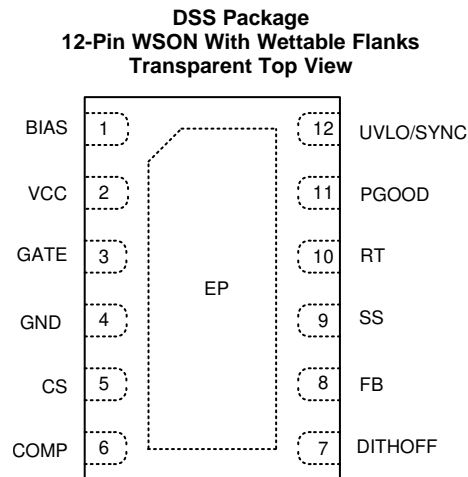 DSS Package
12-Pin WSON With Wettable Flanks
Transparent Top View
BIAS 1 12 UVLO/SYNC
VCC 2 11 PGOOD
GATE 3 10 RT
EP
GND 4 9 SS
CS 5 8 FB
COMP 6 7 DITHOFF